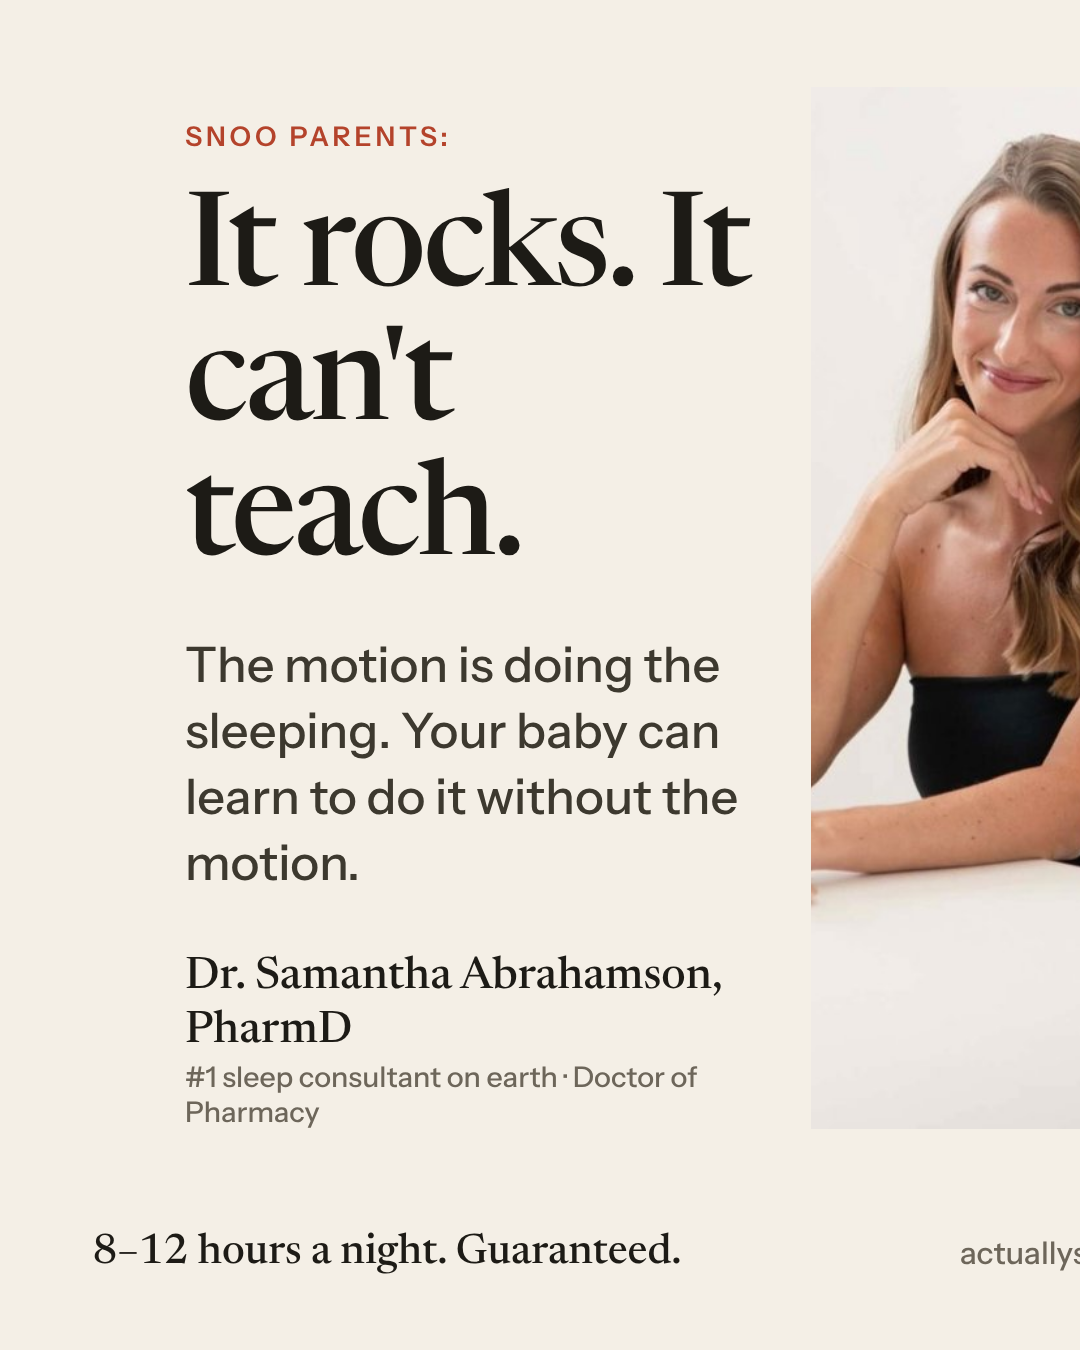 SNOO PARENTS:
It rocks. It
can't
teach.
The motion is doing the
sleeping. Your baby can
learn to do it without the
motion.
Dr. Samantha Abrahamson,
PharmD
#1 sleep consultant on earth · Doctor of
Pharmacy
8–12 hours a night. Guaranteed.